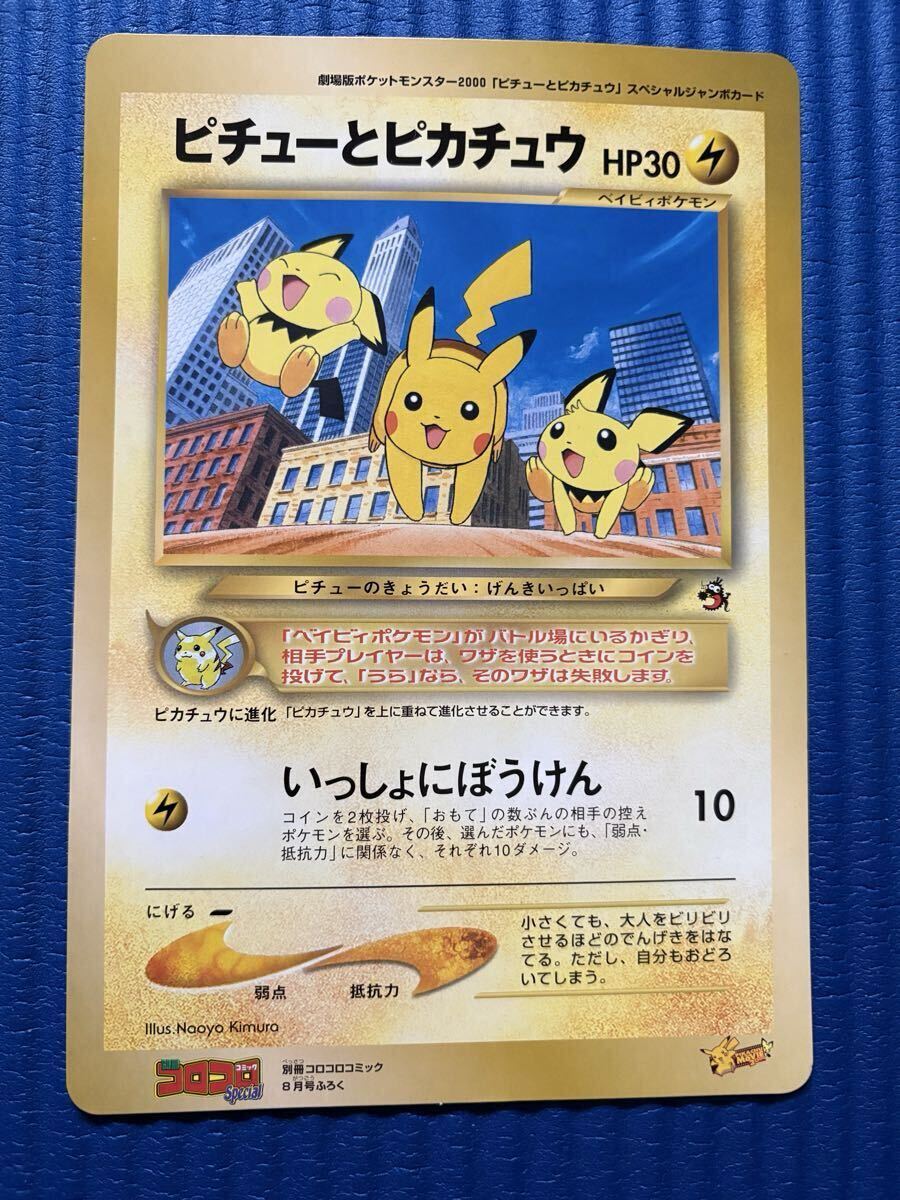 劇場版ポケットモンスター2000「ピチューとピカチュウ」スペシャルジャンボカード
ピチューとピカチュウ HP30
ベイビィポケモン
ピチューのきょうだい：げんきいっぱい
「ベイビィポケモン」がバトル場にいるかぎり、
相手プレイヤーは、ワザを使うときにコインを
投げて、「うら」なら、そのワザは失敗します。
ピカチュウに進化 「ピカチュウ」を上に重ねて進化させることができます。
いっしょにぼうけん 10
コインを2枚投げ、「おもて」の数ぶんの相手の控え
ポケモンを選ぶ。その後、選んだポケモンにも、「弱点・
抵抗力」に関係なく、それぞれ10ダメージ。
にげる
弱点 抵抗力
小さくても、大人をビリビリ
させるほどのでんげきをはな
てる。ただし、自分もおどろ
いてしまう。
Illus. Naoyo Kimura
別冊 コロコロ コミック Special
べっさつ
別冊コロコロコミック
がつごう
8月号ふろく